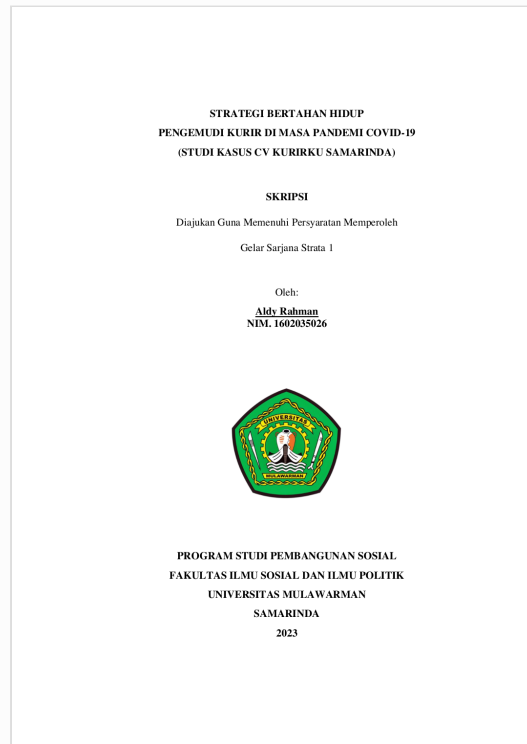 STRATEGI BERTAHAN HIDUP
PENGEMUDI KURIR DI MASA PANDEMI COVID-19
(STUDI KASUS CV KURIRKU SAMARINDA)
SKRIPSI
Diajukan Guna Memenuhi Persyaratan Memperoleh
Gelar Sarjana Strata 1
Oleh:
Aldy Rahman
NIM. 1602035026
UNIVERSITAS
MULAWARMAN
PROGRAM STUDI PEMBANGUNAN SOSIAL
FAKULTAS ILMU SOSIAL DAN ILMU POLITIK
UNIVERSITAS MULAWARMAN
SAMARINDA
2023